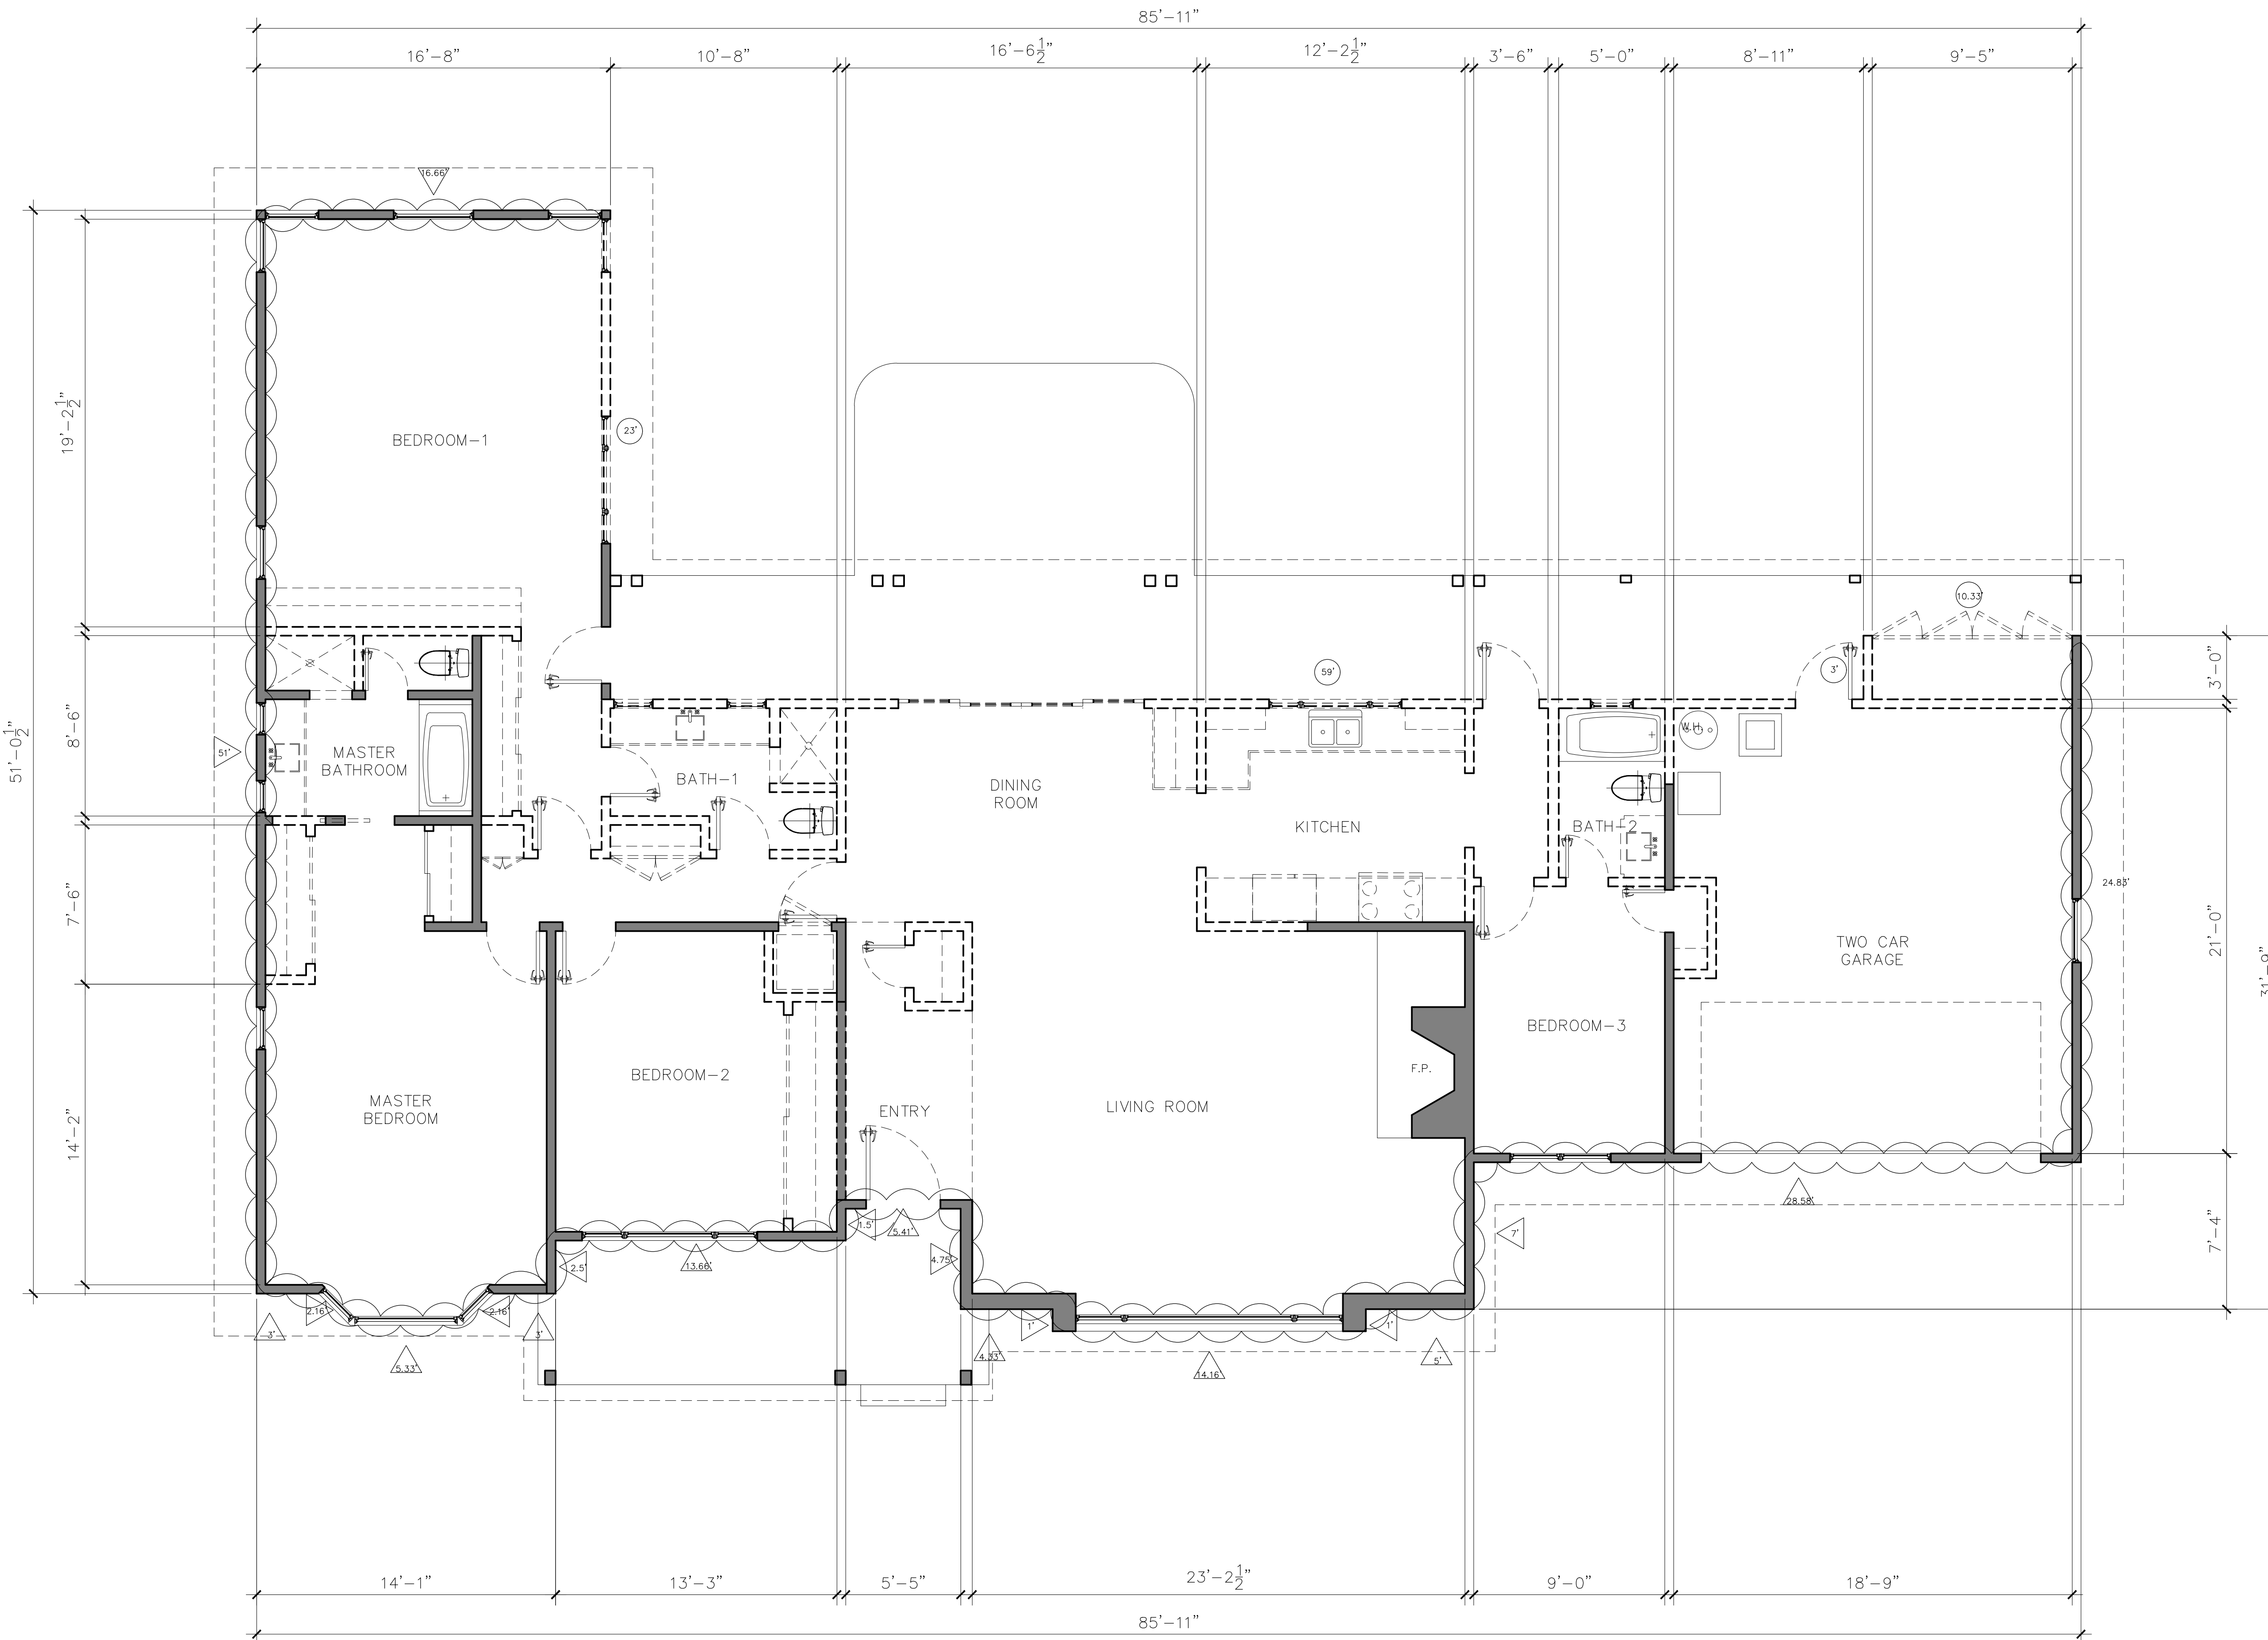 85'-11"
16'-8"
10'-8"
16'-6 1/2"
12'-2 1/2"
3'-6"
5'-0"
8'-11"
9'-5"
16.66'
19'-2 1/2"
BEDROOM-1
23'
10.33'
59'
3'
3'-0"
51'-0 1/2"
8'-6"
51'
MASTER
BATHROOM
BATH-1
DINING
ROOM
KITCHEN
BATH-2
W.H.
7'-6"
24.83'
TWO CAR
GARAGE
21'-0"
31'-9"
14'-2"
MASTER
BEDROOM
BEDROOM-2
ENTRY
LIVING ROOM
F.P.
BEDROOM-3
28.58'
1.5'
5.41'
7'
7'-4"
2.5'
13.66'
4.75'
2.16'
2.16'
3'
3'
5.33'
1'
1'
4.33'
14.16
5'
14'-1"
13'-3"
5'-5"
23'-2 1/2"
9'-0"
18'-9"
85'-11"